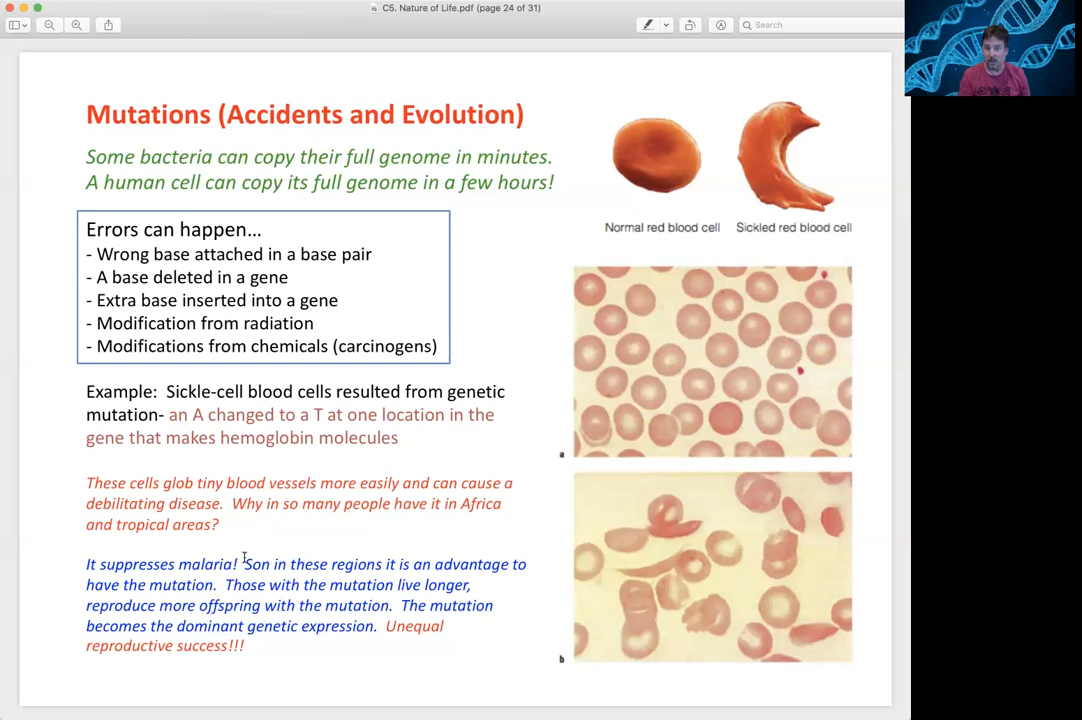 C5. Nature of Life.pdf (page 24 of 31)
Search
Mutations (Accidents and Evolution)
Some bacteria can copy their full genome in minutes.
A human cell can copy its full genome in a few hours!
Errors can happen...
- Wrong base attached in a base pair
- A base deleted in a gene
- Extra base inserted into a gene
- Modification from radiation
- Modifications from chemicals (carcinogens)
Example: Sickle-cell blood cells resulted from genetic
mutation- an A changed to a T at one location in the
gene that makes hemoglobin molecules
These cells glob tiny blood vessels more easily and can cause a
debilitating disease. Why in so many people have it in Africa
and tropical areas?
It suppresses malaria! Son in these regions it is an advantage to
have the mutation. Those with the mutation live longer,
reproduce more offspring with the mutation. The mutation
becomes the dominant genetic expression. Unequal
reproductive success!!!
Normal red blood cell
Sickled red blood cell
a
b